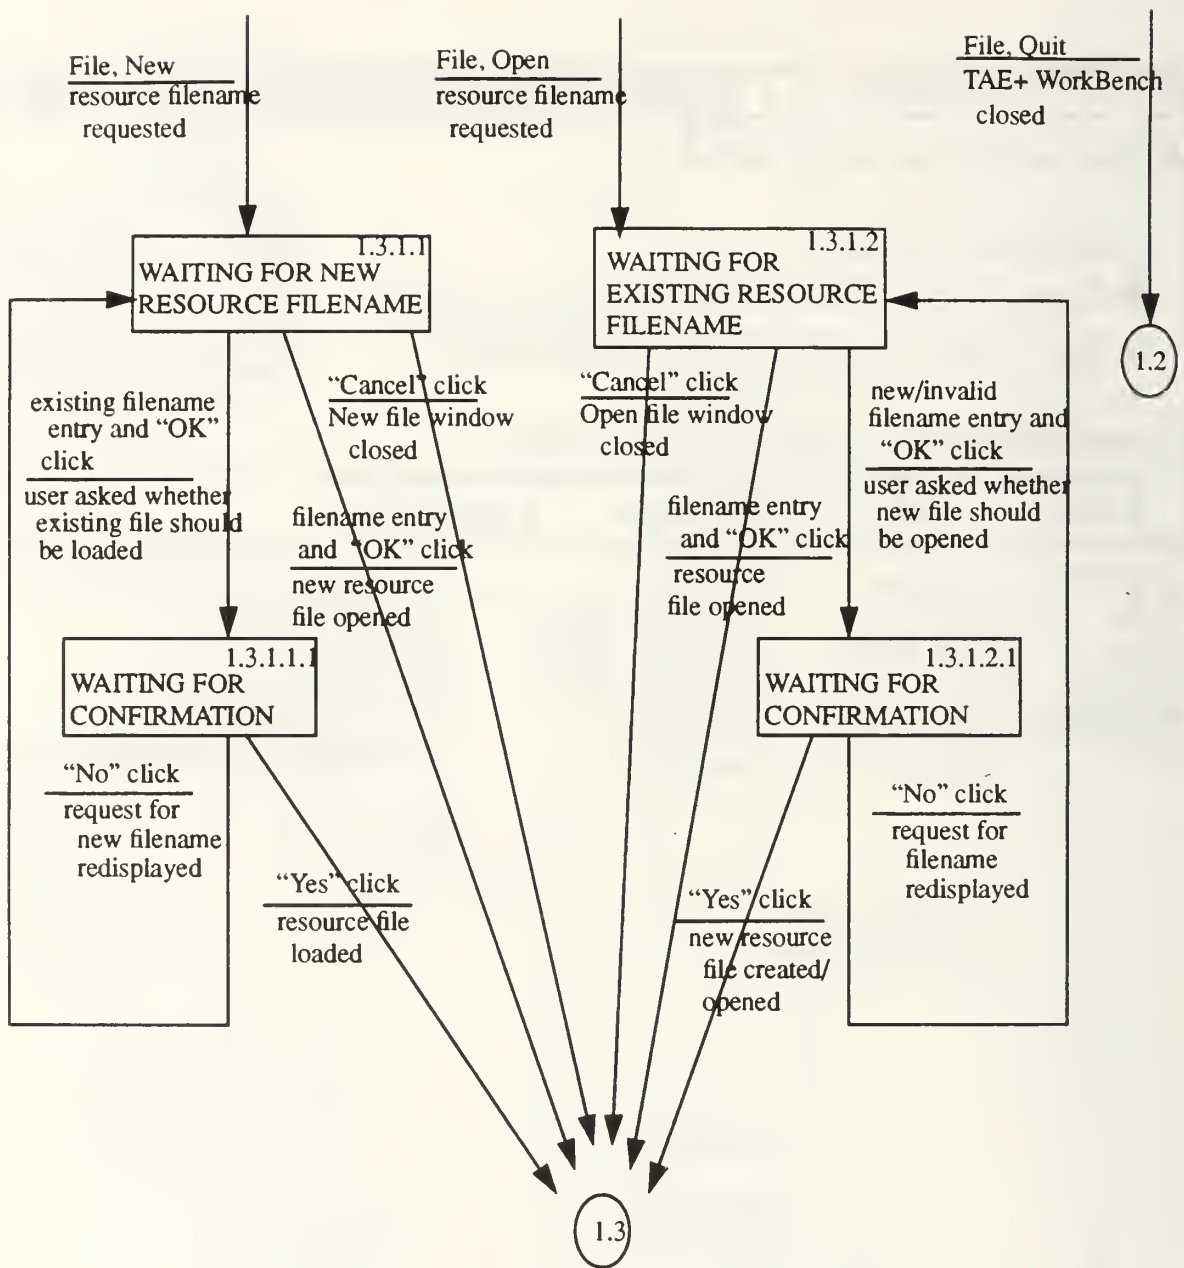 File, New
resource filename
requested
File, Open
resource filename
requested
File, Quit
TAE+ WorkBench
closed
1.3.1.1
WAITING FOR NEW
RESOURCE FILENAME
1.3.1.2
WAITING FOR
EXISTING RESOURCE
FILENAME
1.2
existing filename
entry and “OK”
click
user asked whether
existing file should
be loaded
“Cancel” click
New file window
closed
filename entry
and “OK” click
new resource
file opened
“Cancel” click
Open file window
closed
filename entry
and “OK” click
resource
file opened
new/invalid
filename entry and
“OK” click
user asked whether
new file should
be opened
1.3.1.1.1
WAITING FOR
CONFIRMATION
1.3.1.2.1
WAITING FOR
CONFIRMATION
“No” click
request for
new filename
redisplayed
“Yes” click
resource file
loaded
“Yes” click
new resource
file created/
opened
“No” click
request for
filename
redisplayed
1.3